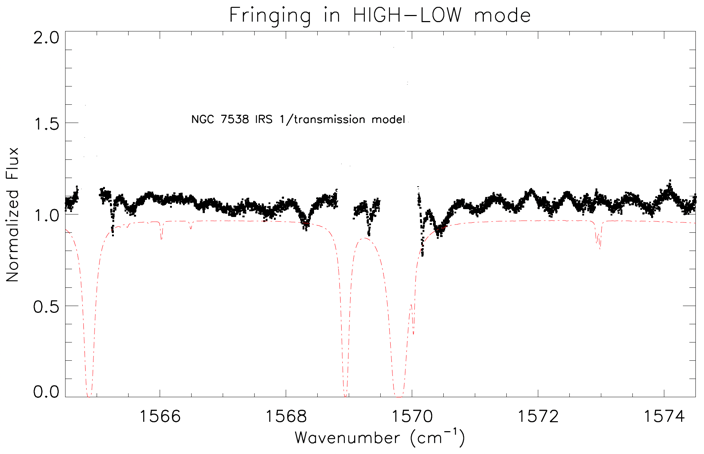 Fringing in HIGH-LOW mode
2.0
NGC 7538 IRS 1/transmission model
1.5
1.0
0.5
0.0
Normalized Flux
1566 1568 1570 1572 1574
Wavenumber (cm⁻¹)